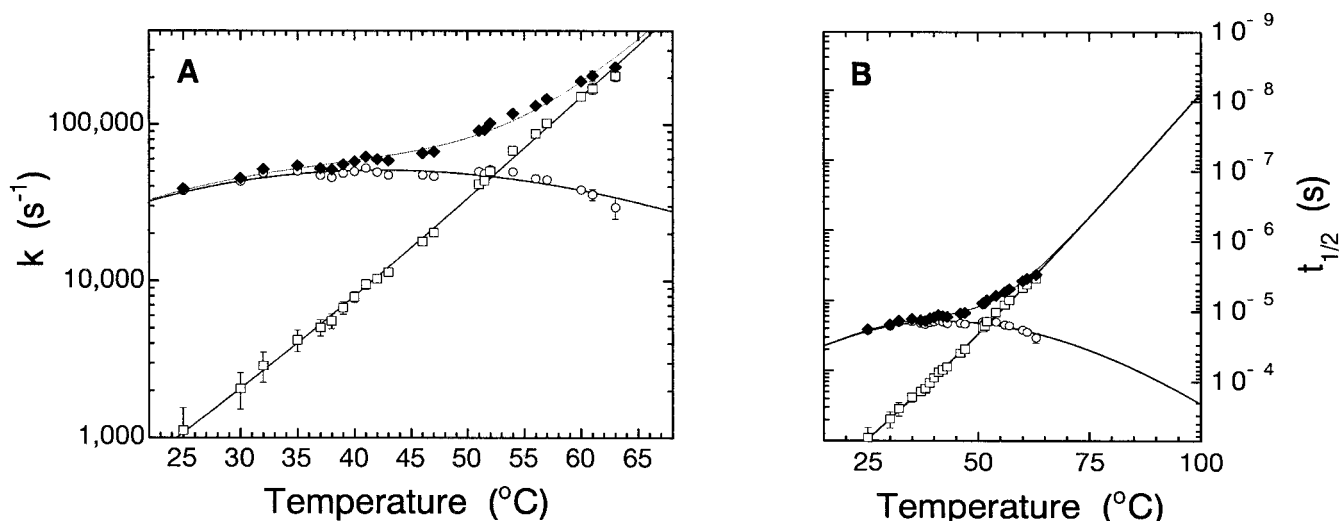 A
k (s⁻¹)
100,000
10,000
1,000
25 30 35 40 45 50 55 60 65
Temperature (°C)
B
10⁻⁹
10⁻⁸
10⁻⁷
10⁻⁶
10⁻⁵
10⁻⁴
t₁/₂ (s)
25 50 75 100
Temperature (°C)